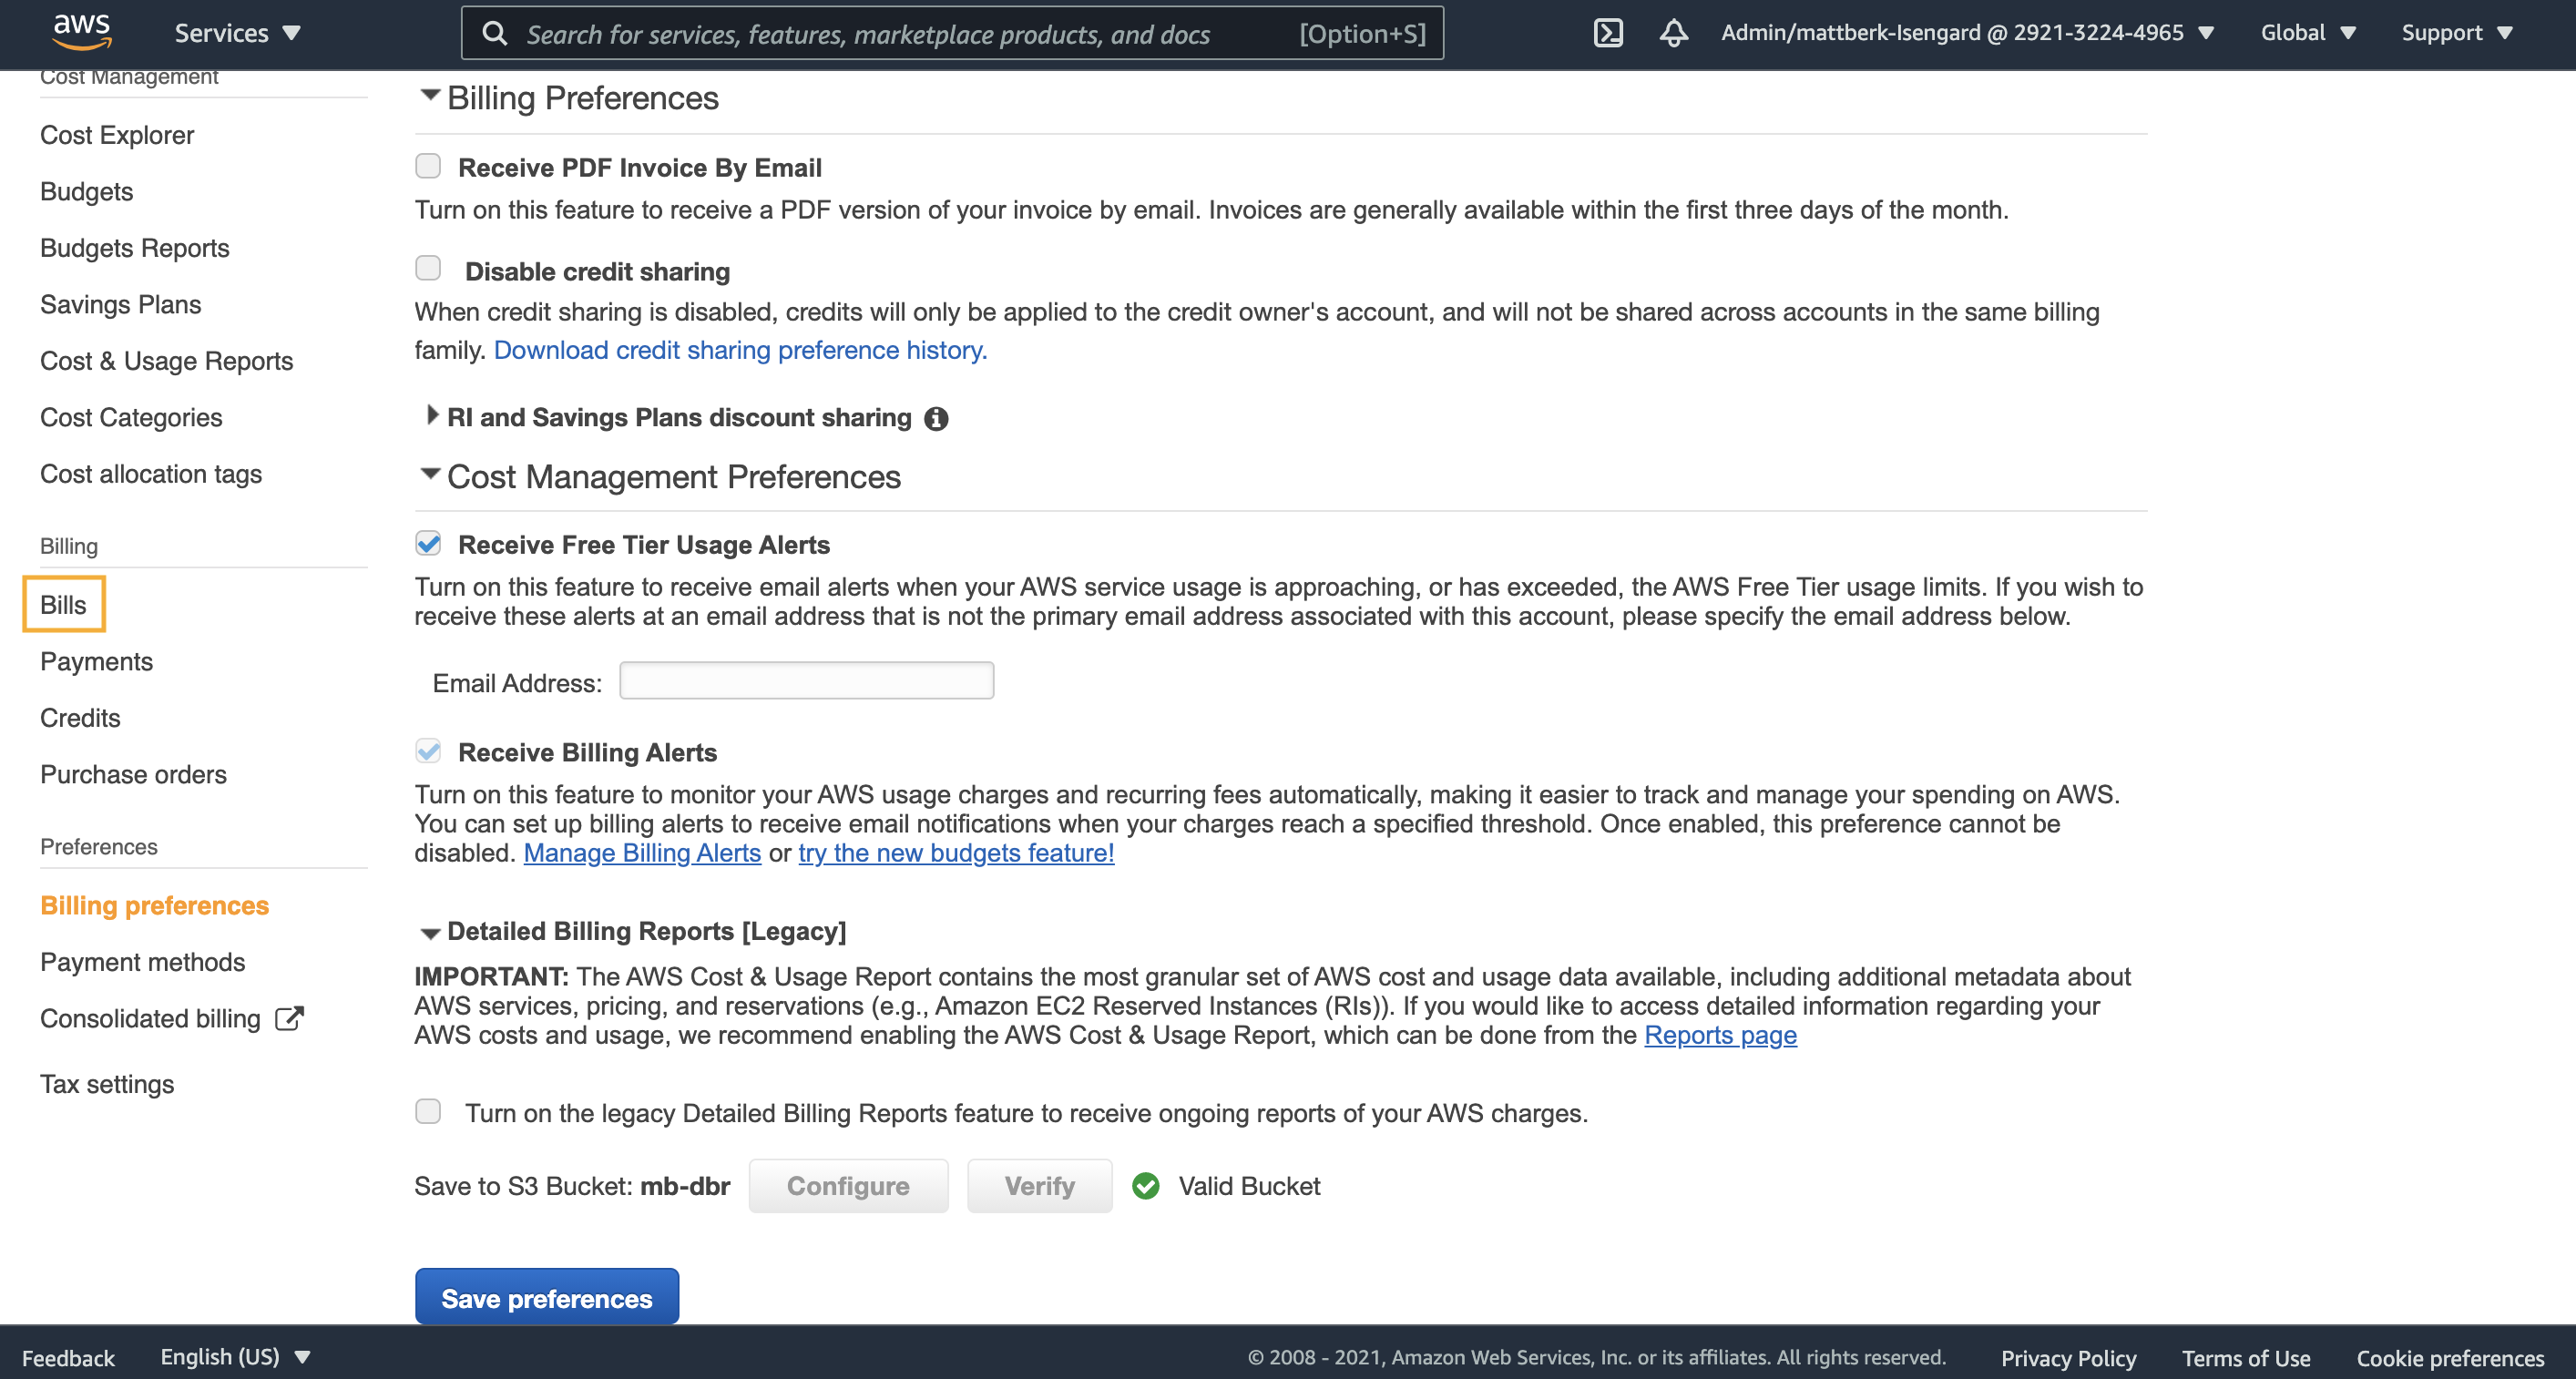 aws
Services
Search for services, features, marketplace products, and docs [Option+S]
Admin/mattberk-Isengard @ 2921-3224-4965
Global
Support
Cost Management
Cost Explorer
Budgets
Budgets Reports
Savings Plans
Cost & Usage Reports
Cost Categories
Cost allocation tags
Billing
Bills
Payments
Credits
Purchase orders
Preferences
Billing preferences
Payment methods
Consolidated billing
Tax settings
Billing Preferences
Receive PDF Invoice By Email
Turn on this feature to receive a PDF version of your invoice by email. Invoices are generally available within the first three days of the month.
Disable credit sharing
When credit sharing is disabled, credits will only be applied to the credit owner's account, and will not be shared across accounts in the same billing
family. Download credit sharing preference history.
RI and Savings Plans discount sharing
Cost Management Preferences
Receive Free Tier Usage Alerts
Turn on this feature to receive email alerts when your AWS service usage is approaching, or has exceeded, the AWS Free Tier usage limits. If you wish to
receive these alerts at an email address that is not the primary email address associated with this account, please specify the email address below.
Email Address:
Receive Billing Alerts
Turn on this feature to monitor your AWS usage charges and recurring fees automatically, making it easier to track and manage your spending on AWS.
You can set up billing alerts to receive email notifications when your charges reach a specified threshold. Once enabled, this preference cannot be
disabled. Manage Billing Alerts or try the new budgets feature!
Detailed Billing Reports [Legacy]
IMPORTANT: The AWS Cost & Usage Report contains the most granular set of AWS cost and usage data available, including additional metadata about
AWS services, pricing, and reservations (e.g., Amazon EC2 Reserved Instances (RIs)). If you would like to access detailed information regarding your
AWS costs and usage, we recommend enabling the AWS Cost & Usage Report, which can be done from the Reports page
Turn on the legacy Detailed Billing Reports feature to receive ongoing reports of your AWS charges.
Save to S3 Bucket: mb-dbr Configure Verify Valid Bucket
Save preferences
Feedback
English (US)
© 2008 - 2021, Amazon Web Services, Inc. or its affiliates. All rights reserved.
Privacy Policy
Terms of Use
Cookie preferences